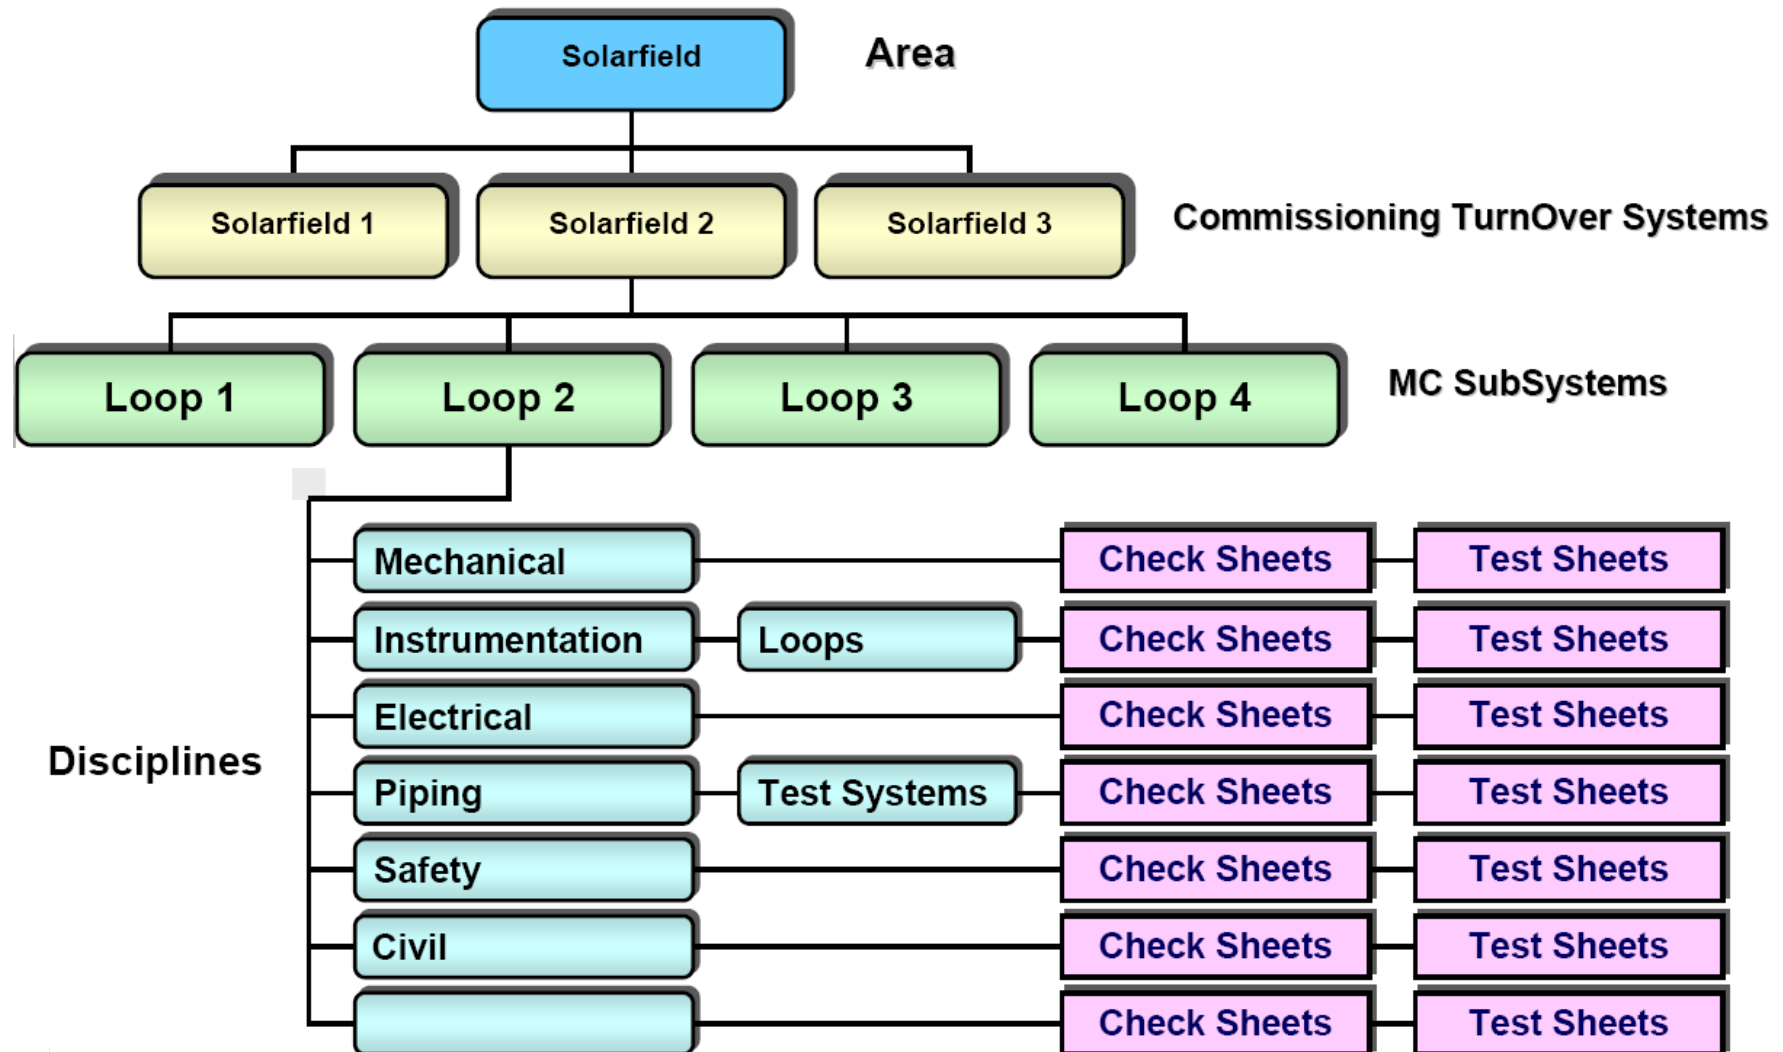 Solarfield
Area
Solarfield 1
Solarfield 2
Solarfield 3
Commissioning TurnOver Systems
Loop 1
Loop 2
Loop 3
Loop 4
MC SubSystems
Disciplines
Mechanical
Check Sheets
Test Sheets
Instrumentation
Loops
Check Sheets
Test Sheets
Electrical
Check Sheets
Test Sheets
Piping
Test Systems
Check Sheets
Test Sheets
Safety
Check Sheets
Test Sheets
Civil
Check Sheets
Test Sheets
Check Sheets
Test Sheets